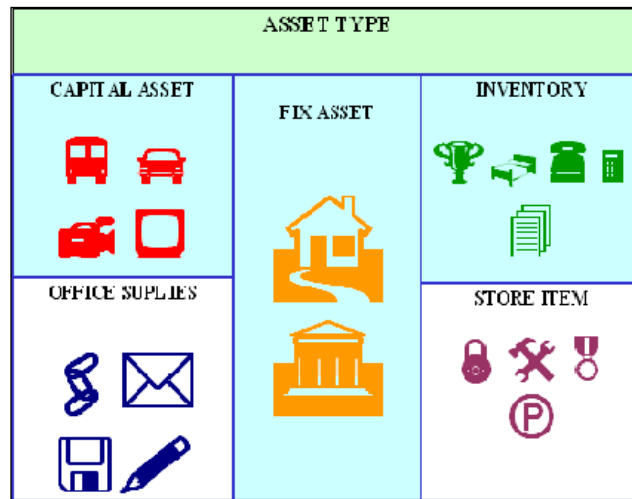 ASSET TYPE
CAPITAL ASSET
FIX ASSET
INVENTORY
OFFICE SUPLIES
STORE ITEM
P